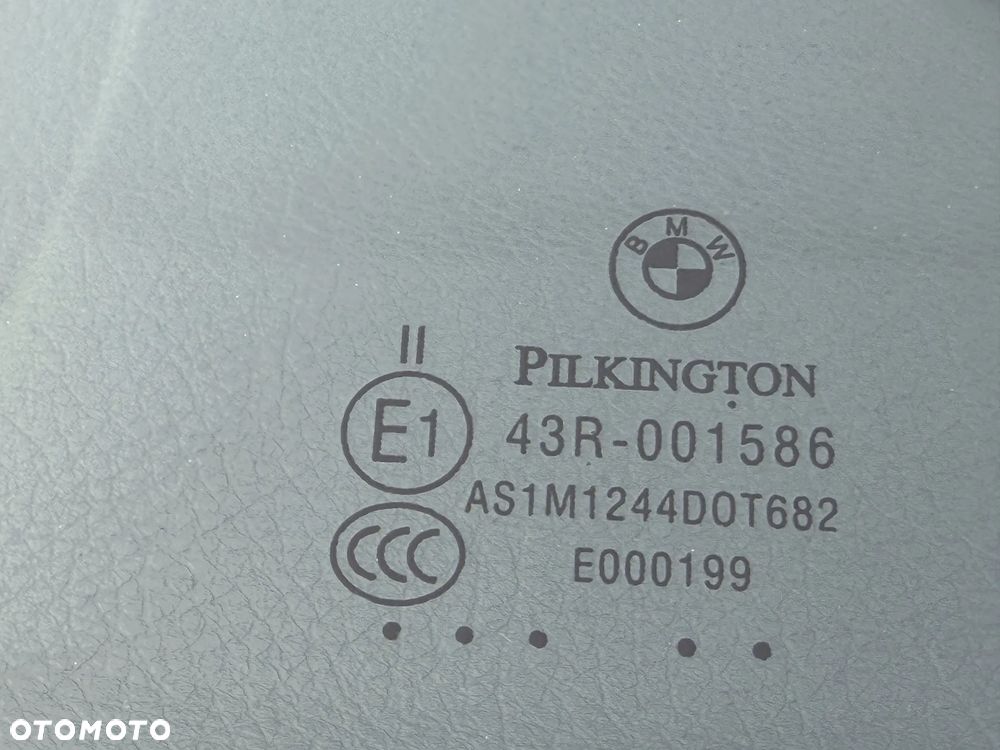 BMW
PILKINGTON
II
E1
43R-001586
AS1M1244DOT682
CCC
E000199
OTOMOTO